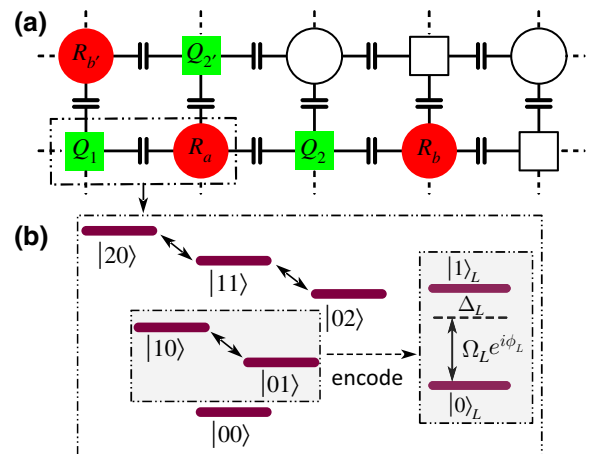 (a)
R_{b'} Q_{2'}
Q_1 R_a Q_2 R_b
(b)
|20⟩
|11⟩
|02⟩
|10⟩
|01⟩
|00⟩
encode
|1⟩_L
Δ_L
Ω_L e^{iϕ_L}
|0⟩_L